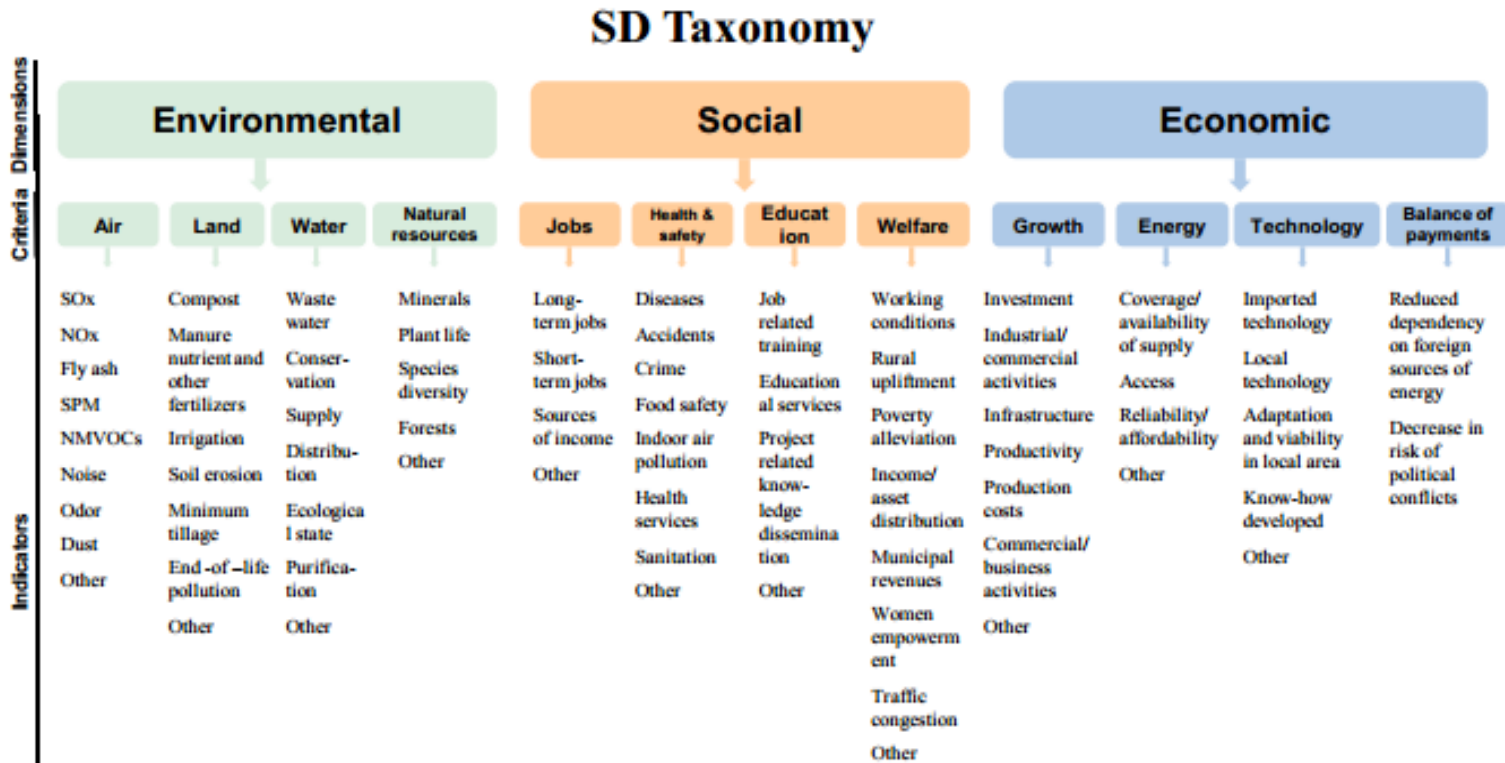 SD Taxonomy
Dimensions
Environmental
Social
Economic
Criteria
Air
Land
Water
Natural
resources
Jobs
Health &
safety
Educat
ion
Welfare
Growth
Energy
Technology
Balance of
payments
Indicators
SOx
NOx
Fly ash
SPM
NMVOCs
Noise
Odor
Dust
Other
Compost
Manure
nutrient and
other
fertilizers
Irrigation
Soil erosion
Minimum
tillage
End -of –life
pollution
Other
Waste
water
Conser-
vation
Supply
Distribu-
tion
Ecologica
l state
Purifica-
tion
Other
Minerals
Plant life
Species
diversity
Forests
Other
Long-
term jobs
Short-
term jobs
Sources
of income
Other
Diseases
Accidents
Crime
Food safety
Indoor air
pollution
Health
services
Sanitation
Other
Job
related
training
Education
al services
Project
related
know-
ledge
dissemina
tion
Other
Working
conditions
Rural
upliftment
Poverty
alleviation
Income/
asset
distribution
Municipal
revenues
Women
empowerm
ent
Traffic
congestion
Other
Investment
Industrial/
commercial
activities
Infrastructure
Productivity
Production
costs
Commercial/
business
activities
Other
Coverage/
availability
of supply
Access
Reliability/
affordability
Other
Imported
technology
Local
technology
Adaptation
and viability
in local area
Know-how
developed
Other
Reduced
dependency
on foreign
sources of
energy
Decrease in
risk of
political
conflicts